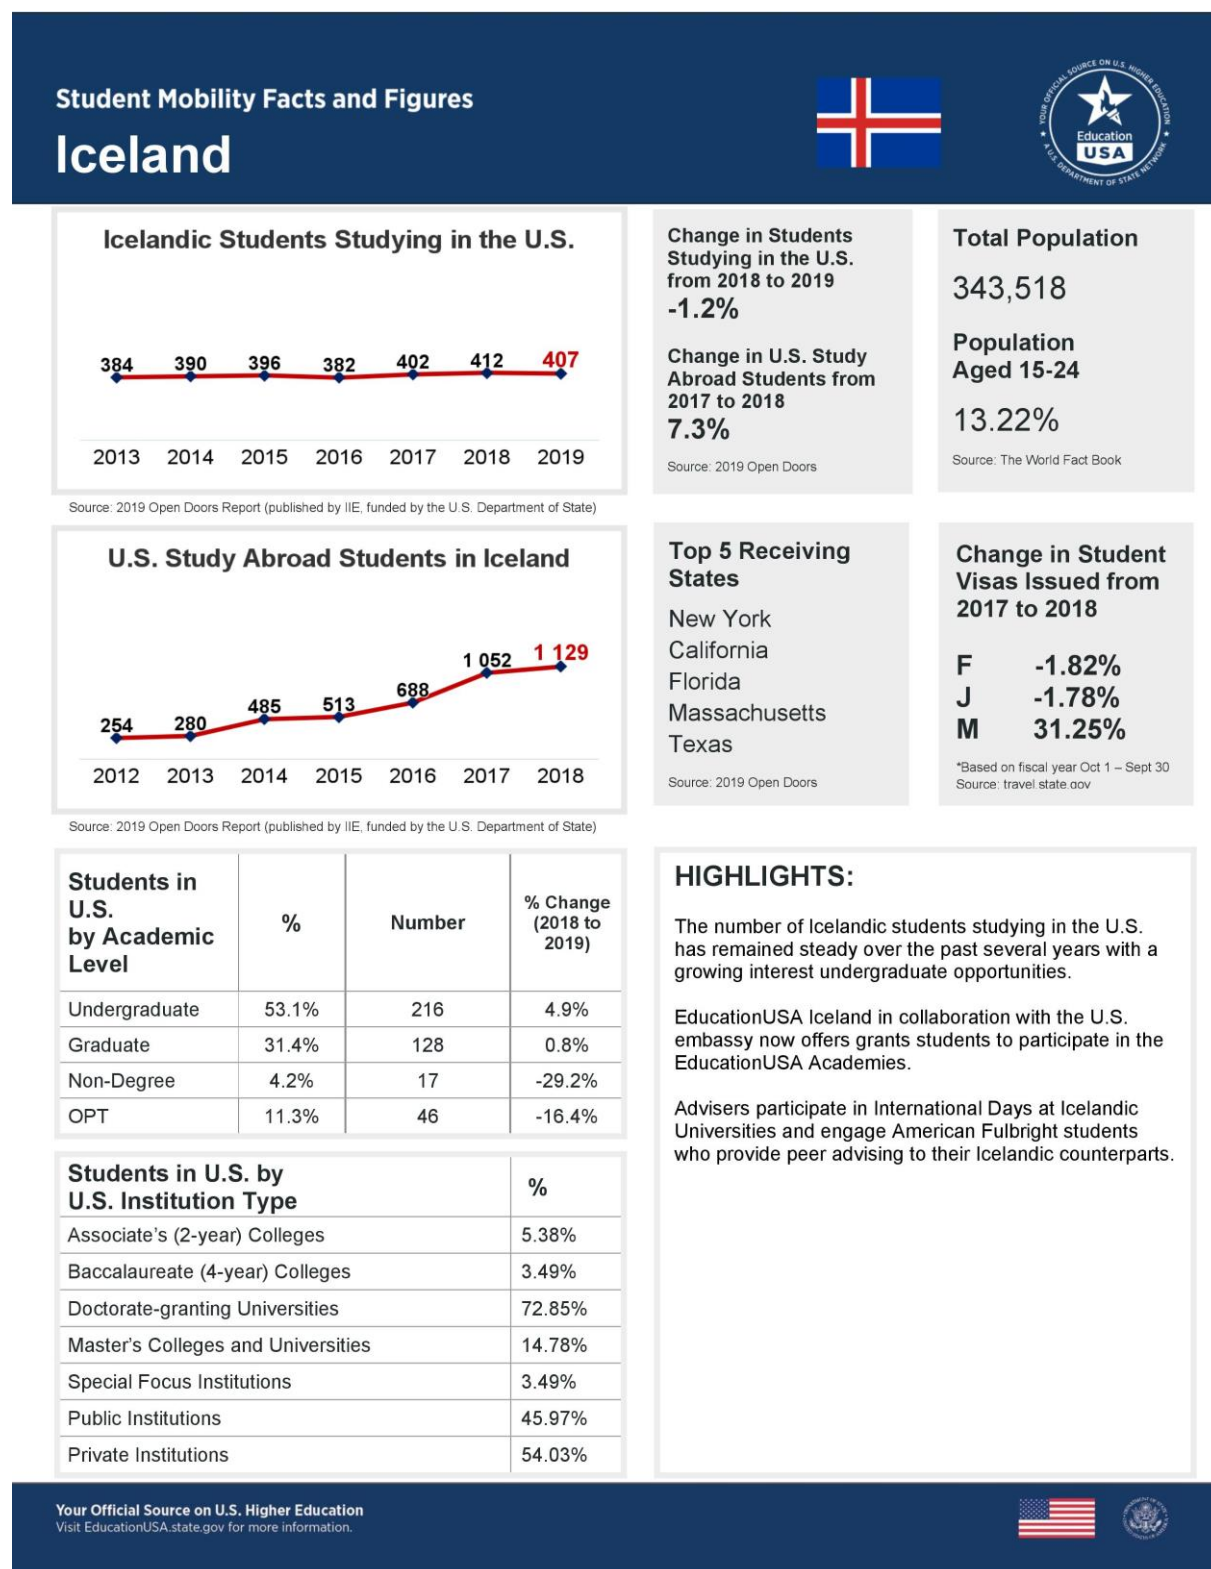 Student Mobility Facts and Figures
Iceland
YOUR OFFICIAL SOURCE ON U.S. HIGHER EDUCATION
Education
USA
A U.S. DEPARTMENT OF STATE NETWORK
Icelandic Students Studying in the U.S.
384 390 396 382 402 412 407
2013 2014 2015 2016 2017 2018 2019
Source: 2019 Open Doors Report (published by IIE, funded by the U.S. Department of State)
Change in Students
Studying in the U.S.
from 2018 to 2019
-1.2%
Change in U.S. Study
Abroad Students from
2017 to 2018
7.3%
Source: 2019 Open Doors
Total Population
343,518
Population
Aged 15-24
13.22%
Source: The World Fact Book
U.S. Study Abroad Students in Iceland
254 280 485 513 688 1 052 1 129
2012 2013 2014 2015 2016 2017 2018
Source: 2019 Open Doors Report (published by IIE, funded by the U.S. Department of State)
Top 5 Receiving
States
New York
California
Florida
Massachusetts
Texas
Source: 2019 Open Doors
Change in Student
Visas Issued from
2017 to 2018
F -1.82%
J -1.78%
M 31.25%
*Based on fiscal year Oct 1 – Sept 30
Source: travel.state.gov
Students in
U.S.
by Academic
Level
%
Number
% Change
(2018 to
2019)
Undergraduate 53.1% 216 4.9%
Graduate 31.4% 128 0.8%
Non-Degree 4.2% 17 -29.2%
OPT 11.3% 46 -16.4%
Students in U.S. by
U.S. Institution Type
%
Associate's (2-year) Colleges 5.38%
Baccalaureate (4-year) Colleges 3.49%
Doctorate-granting Universities 72.85%
Master's Colleges and Universities 14.78%
Special Focus Institutions 3.49%
Public Institutions 45.97%
Private Institutions 54.03%
HIGHLIGHTS:
The number of Icelandic students studying in the U.S.
has remained steady over the past several years with a
growing interest undergraduate opportunities.
EducationUSA Iceland in collaboration with the U.S.
embassy now offers grants students to participate in the
EducationUSA Academies.
Advisers participate in International Days at Icelandic
Universities and engage American Fulbright students
who provide peer advising to their Icelandic counterparts.
Your Official Source on U.S. Higher Education
Visit EducationUSA.state.gov for more information.